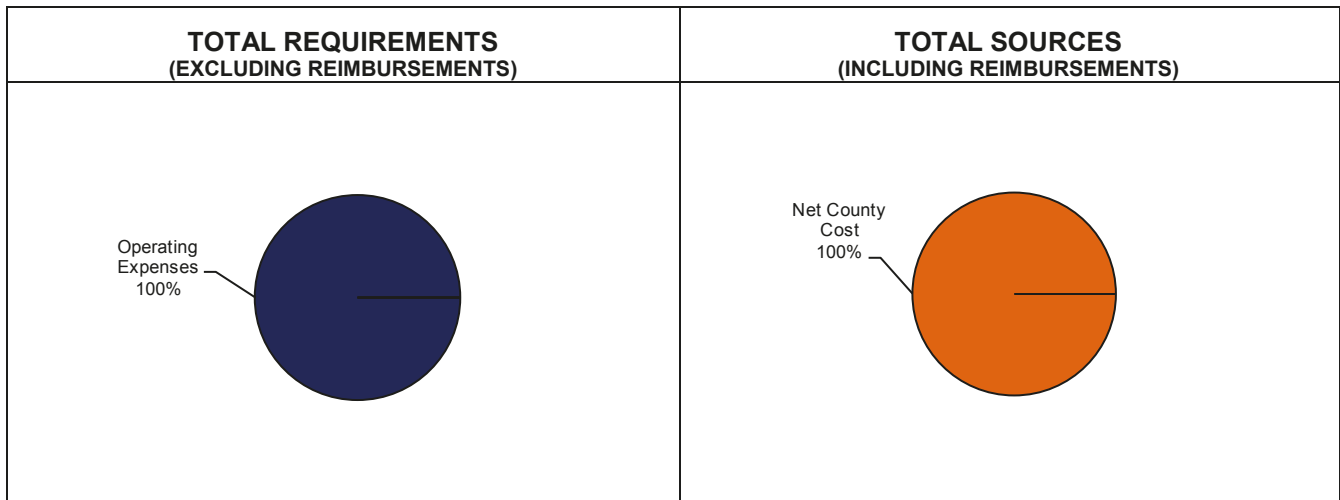 TOTAL REQUIREMENTS
(EXCLUDING REIMBURSEMENTS)
Operating
Expenses
100%
TOTAL SOURCES
(INCLUDING REIMBURSEMENTS)
Net County
Cost
100%